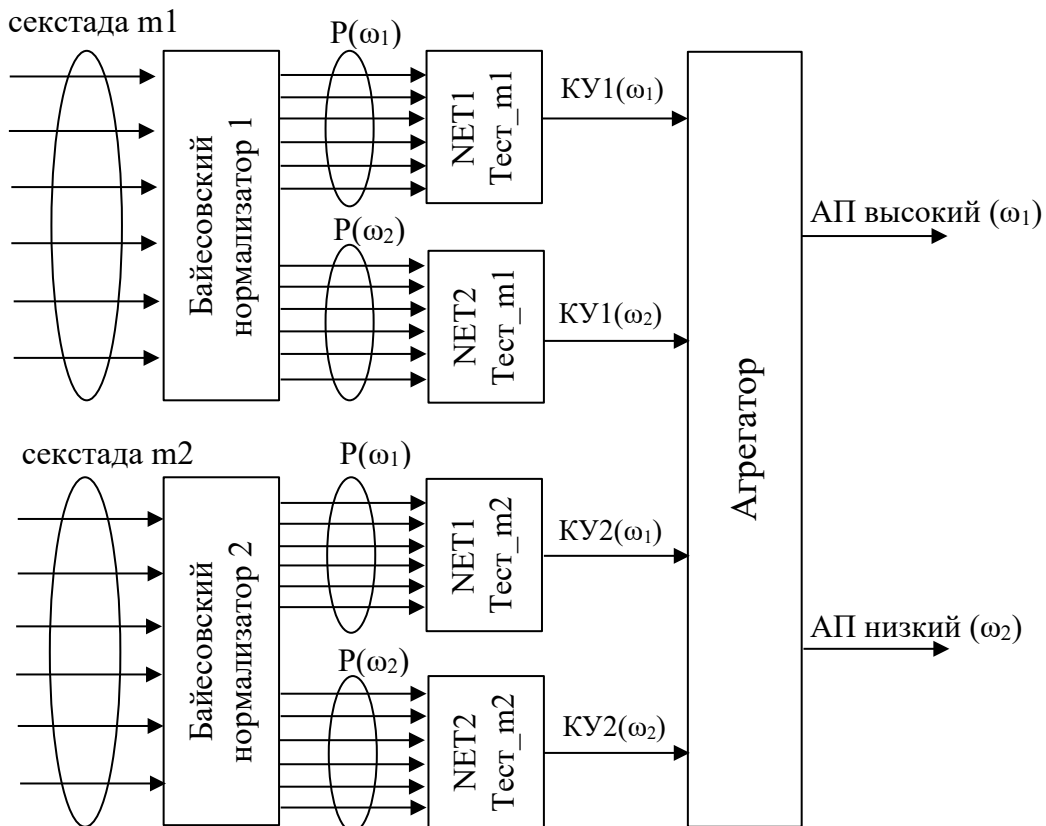 секстада m1
Байесовский
нормализатор 1
P(ω₁)
NET1
Тест_m1
КУ1(ω₁)
P(ω₂)
NET2
Тест_m1
КУ1(ω₂)
секстада m2
Байесовский
нормализатор 2
P(ω₁)
NET1
Тест_m2
КУ2(ω₁)
P(ω₂)
NET2
Тест_m2
КУ2(ω₂)
Агрегатор
АП высокий (ω₁)
АП низкий (ω₂)